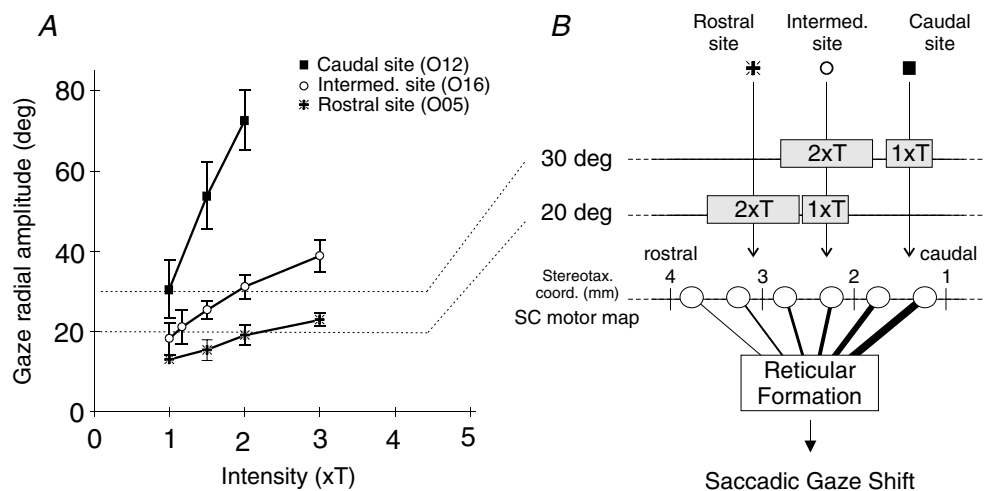 A
Caudal site (O12)
Intermed. site (O16)
Rostral site (O05)
Gaze radial amplitude (deg)
80
60
40
20
0
0 1 2 3 4 5
Intensity (xT)
B
Rostral site
Intermed. site
Caudal site
30 deg
2xT 1xT
20 deg
2xT 1xT
rostral caudal
Stereotax. coord. (mm)
4 3 2 1
SC motor map
Reticular
Formation
Saccadic Gaze Shift